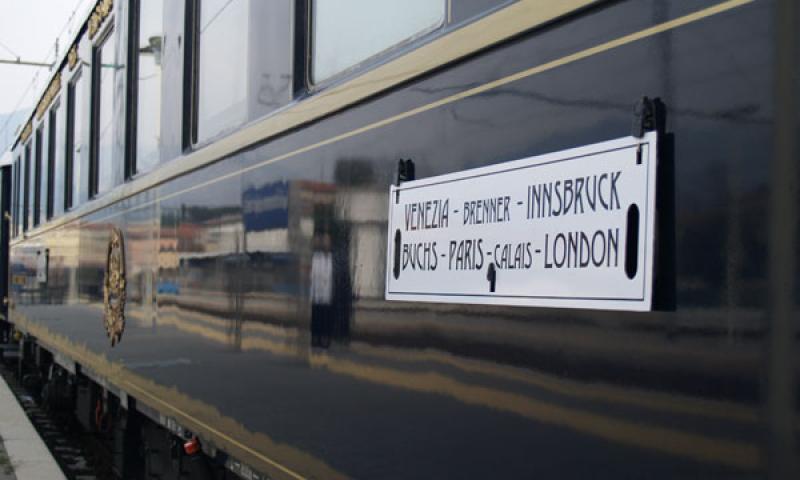 VENEZIA - BRENNER - INNSBRUCK
BUCHS - PARIS - CALAIS - LONDON